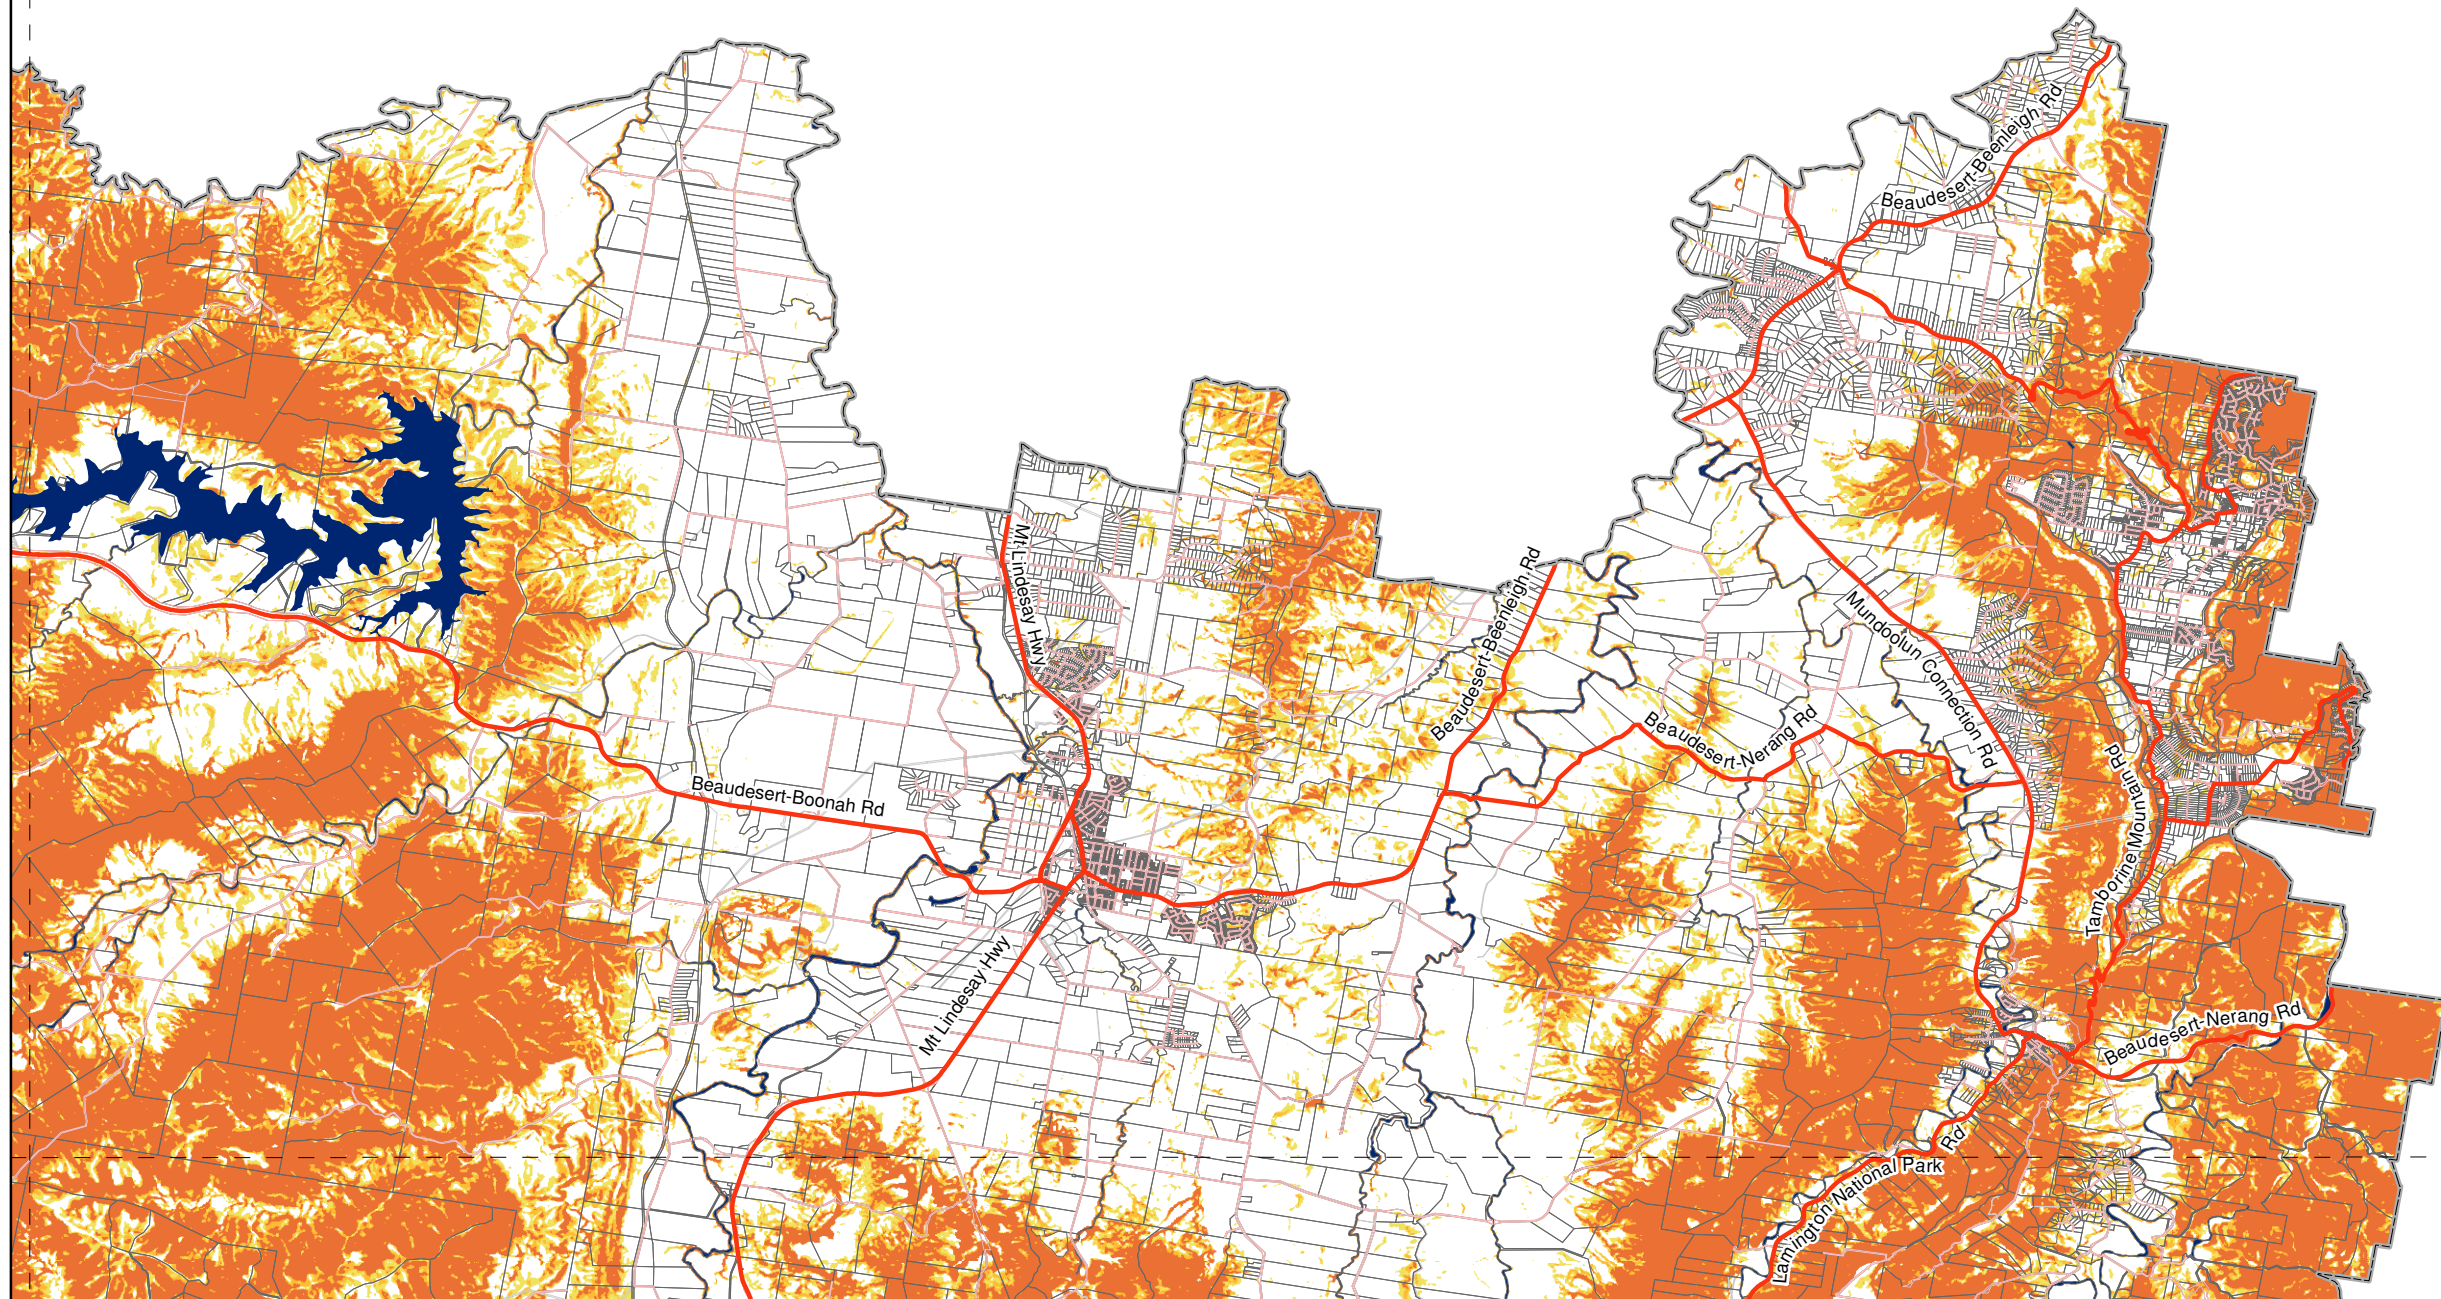 Beaudesert-Beenleigh Rd
Mt Lindesay Hwy
Beaudesert-Beenleigh Rd
Mundoolun Connection Rd
Beaudesert-Nerang Rd
Beaudesert-Boonah Rd
Tamborine Mountain Rd
Mt Lindesay Hwy
Beaudesert-Nerang Rd
Lamington National Park Rd